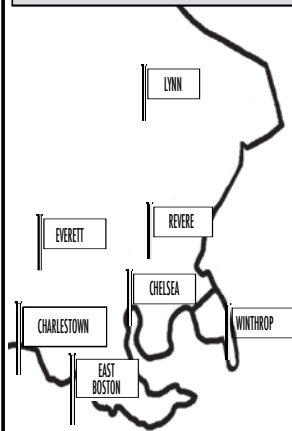 LYNN
REVERE
EVERETT
CHELSEA
CHARLESTOWN
WINTHROP
EAST
BOSTON